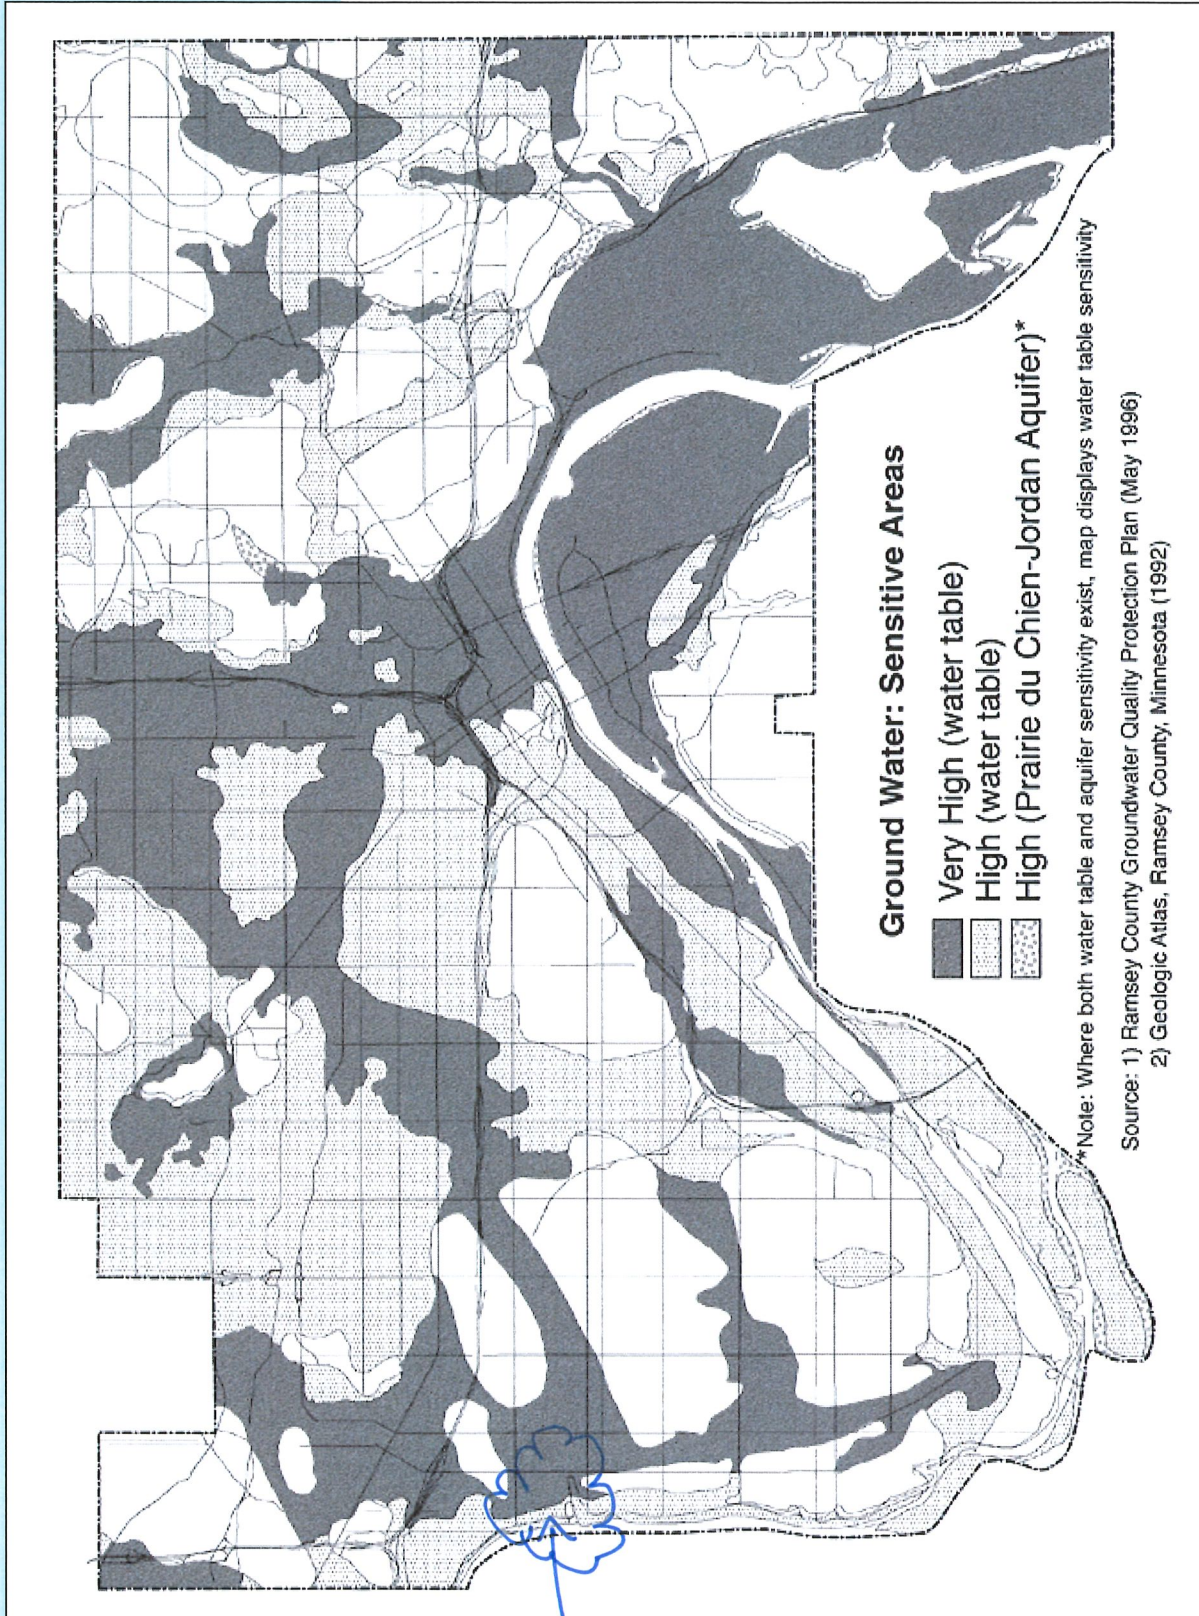 Ground Water: Sensitive Areas
Very High (water table)
High (water table)
High (Prairie du Chien-Jordan Aquifer)*
*Note: Where both water table and aquifer sensitivity exist, map displays water table sensitivity
Source: 1) Ramsey County Groundwater Quality Protection Plan (May 1996)
2) Geologic Atlas, Ramsey County, Minnesota (1992)